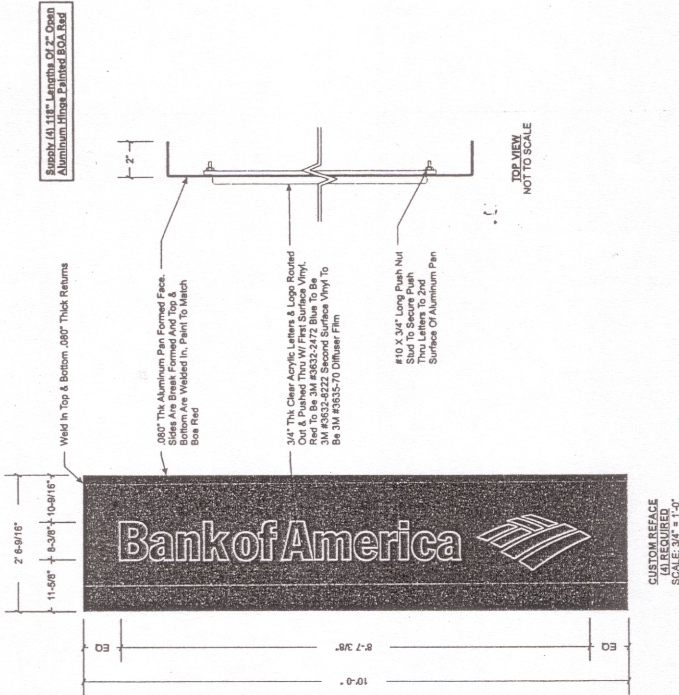 Supply (4) 118" Lengths Of 2" Open
Aluminum Hinge Painted BOA Red
Weld In Top & Bottom .080" Thick Returns
.080" Thk Aluminum Pan Formed Face.
Sides Are Break Formed And Top &
Bottom Are Welded In, Paint To Match
Boa Red
3/4" Thk Clear Acrylic Letters & Logo Routed
Out & Pushed Thru W/ First Surface Vinyl.
Red To Be 3M #3632-2472 Blue To Be
3M #3632-8222 Second Surface Vinyl To
Be 3M #3635-70 Diffuser Film
#10 X 3/4" Long Push Nut
Stud To Secure Push
Thru Letters To 2nd
Surface Of Aluminum Pan
2"
TOP VIEW
NOT TO SCALE
2' 6-9/16"
11-5/8"
8-3/8"
10-9/16"
Bank of America
EQ
8'-7 3/8"
EQ
10'-0"
CUSTOM REFACE
(4) REQUIRED
SCALE: 3/4" = 1'-0"